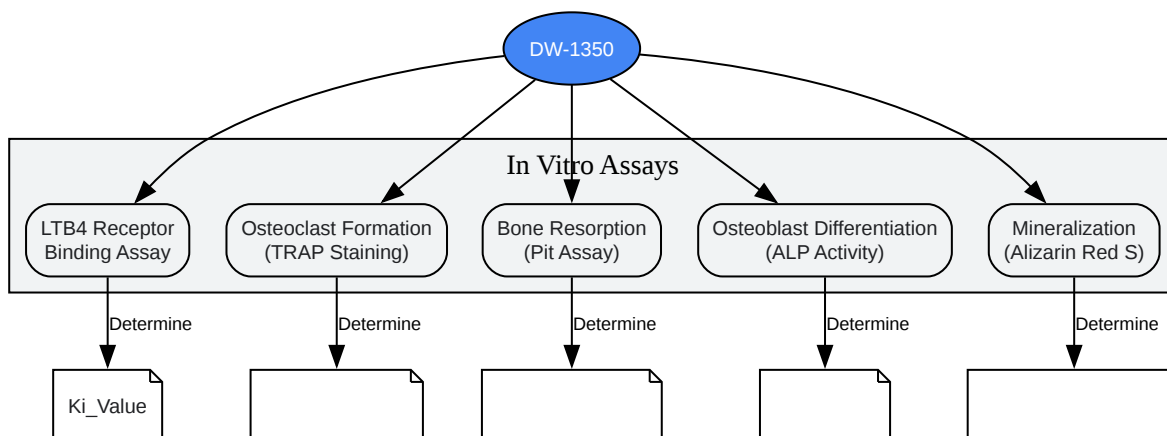 DW-1350
In Vitro Assays
LTB4 Receptor
Binding Assay
Osteoclast Formation
(TRAP Staining)
Bone Resorption
(Pit Assay)
Osteoblast Differentiation
(ALP Activity)
Mineralization
(Alizarin Red S)
Determine
Determine
Determine
Determine
Determine
Ki_Value